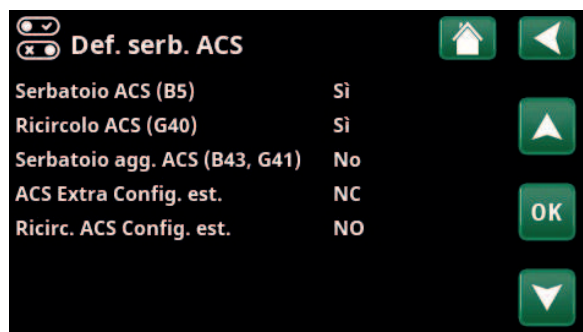 Def. serb. ACS
Serbatoio ACS (B5) Sì
Ricircolo ACS (G40) Sì
Serbatoio agg. ACS (B43, G41) No
ACS Extra Config. est. NC
OK
Ricirc. ACS Config. est. NO